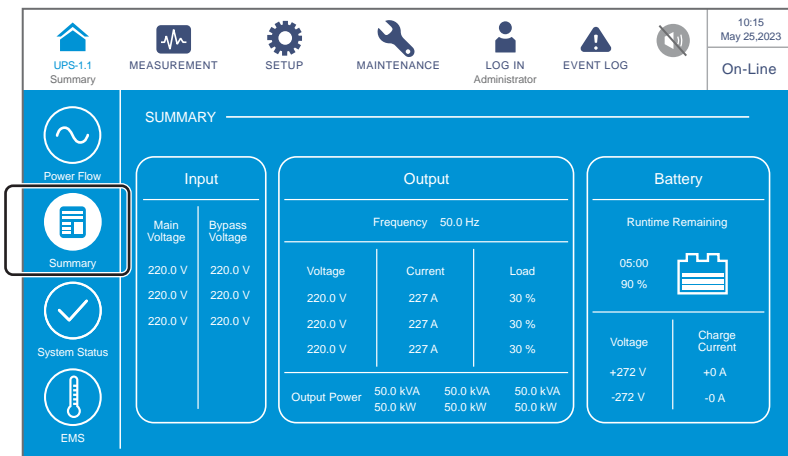 UPS-1.1
Summary
MEASUREMENT
SETUP
MAINTENANCE
LOG IN
Administrator
EVENT LOG
10:15
May 25,2023
On-Line
Power Flow
Summary
System Status
EMS
SUMMARY
Input
Main Voltage
Bypass Voltage
220.0 V 220.0 V
220.0 V 220.0 V
220.0 V 220.0 V
Output
Frequency 50.0 Hz
Voltage Current Load
220.0 V 227 A 30 %
220.0 V 227 A 30 %
220.0 V 227 A 30 %
Output Power 50.0 kVA 50.0 kVA 50.0 kVA
50.0 kW 50.0 kW 50.0 kW
Battery
Runtime Remaining
05:00
90 %
Voltage
Charge Current
+272 V +0 A
-272 V -0 A